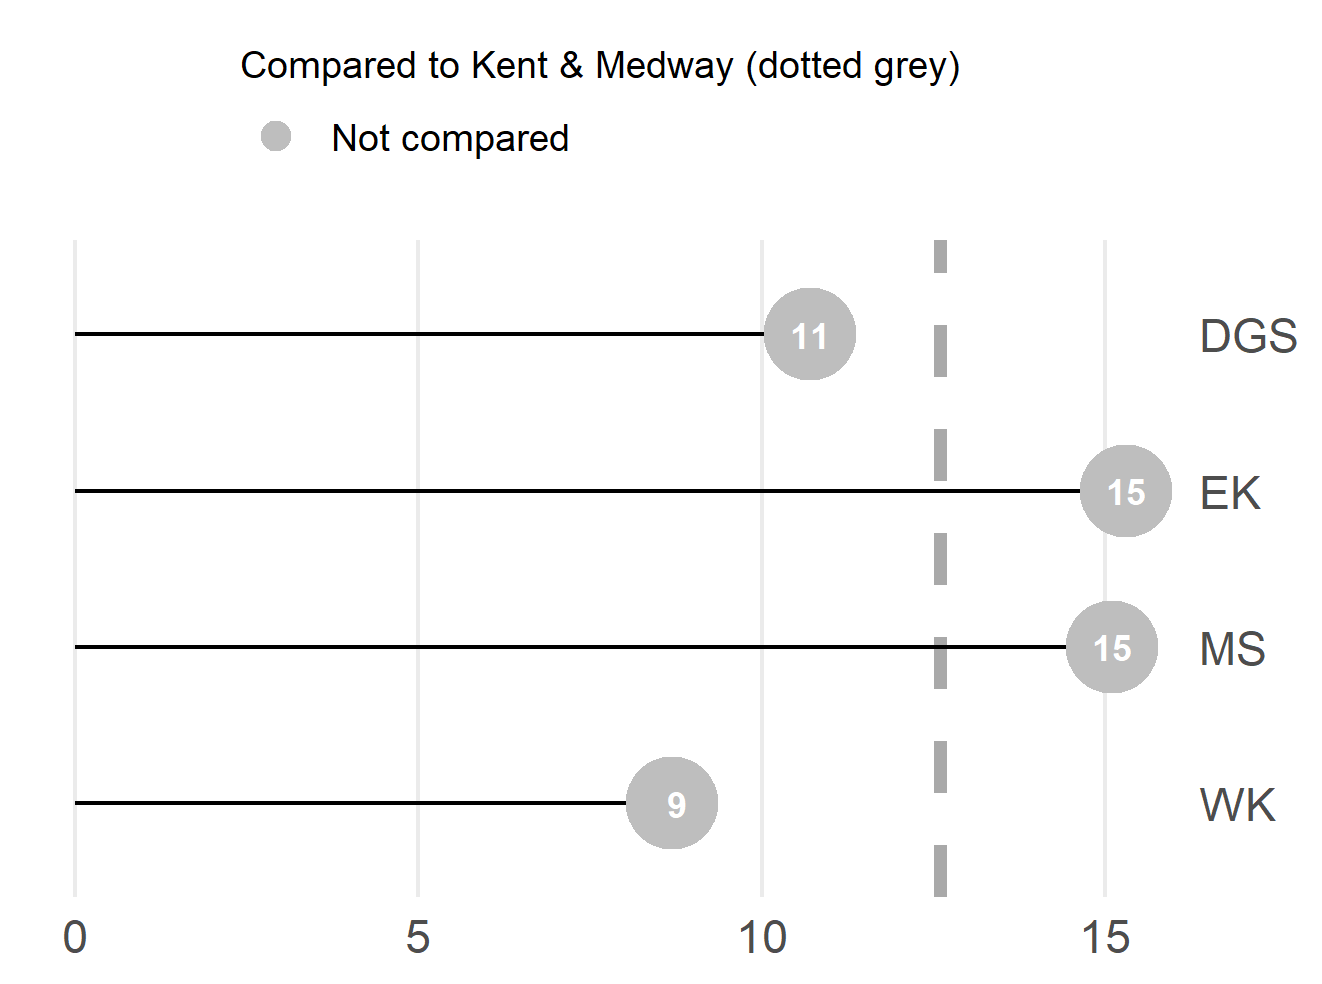 Compared to Kent & Medway (dotted grey)
Not compared
11
DGS
15
EK
15
MS
9
WK
0 5 10 15